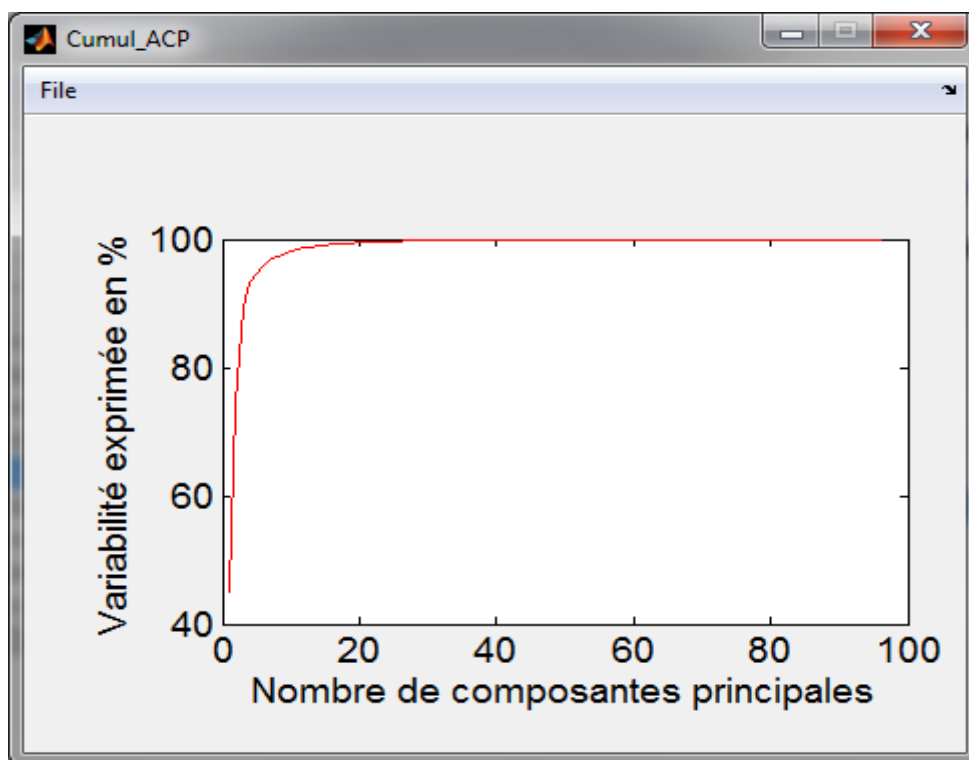 Cumul_ACP
File
Variabilité exprimée en %
100
80
60
40
0 20 40 60 80 100
Nombre de composantes principales